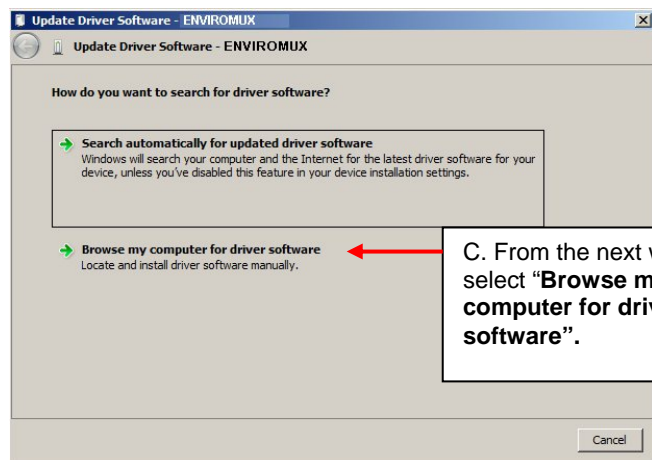 Update Driver Software - ENVIROMUX
Update Driver Software - ENVIROMUX
How do you want to search for driver software?
Search automatically for updated driver software
Windows will search your computer and the Internet for the latest driver software for your
device, unless you've disabled this feature in your device installation settings.
Browse my computer for driver software
Locate and install driver software manually.
C. From the next
select “Browse
computer for
software”.
Cancel